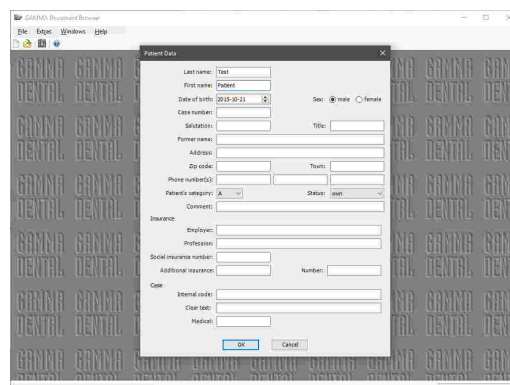 GAMMA Document Browser
File Extras Windows Help
Patient Data
Last name: Test
First name: Patient
Date of birth: 2015-10-21 Sex: male female
Case number:
Salutation: Title:
Former name:
Address:
Zip code: Town:
Phone number(s):
Patient's category: A Status: own
Comment:
Insurance
Employer:
Profession:
Social insurance number:
Additional insurance: Number:
Case
Internal code:
Clear text:
Medical:
OK Cancel
GAMMA DENTAL